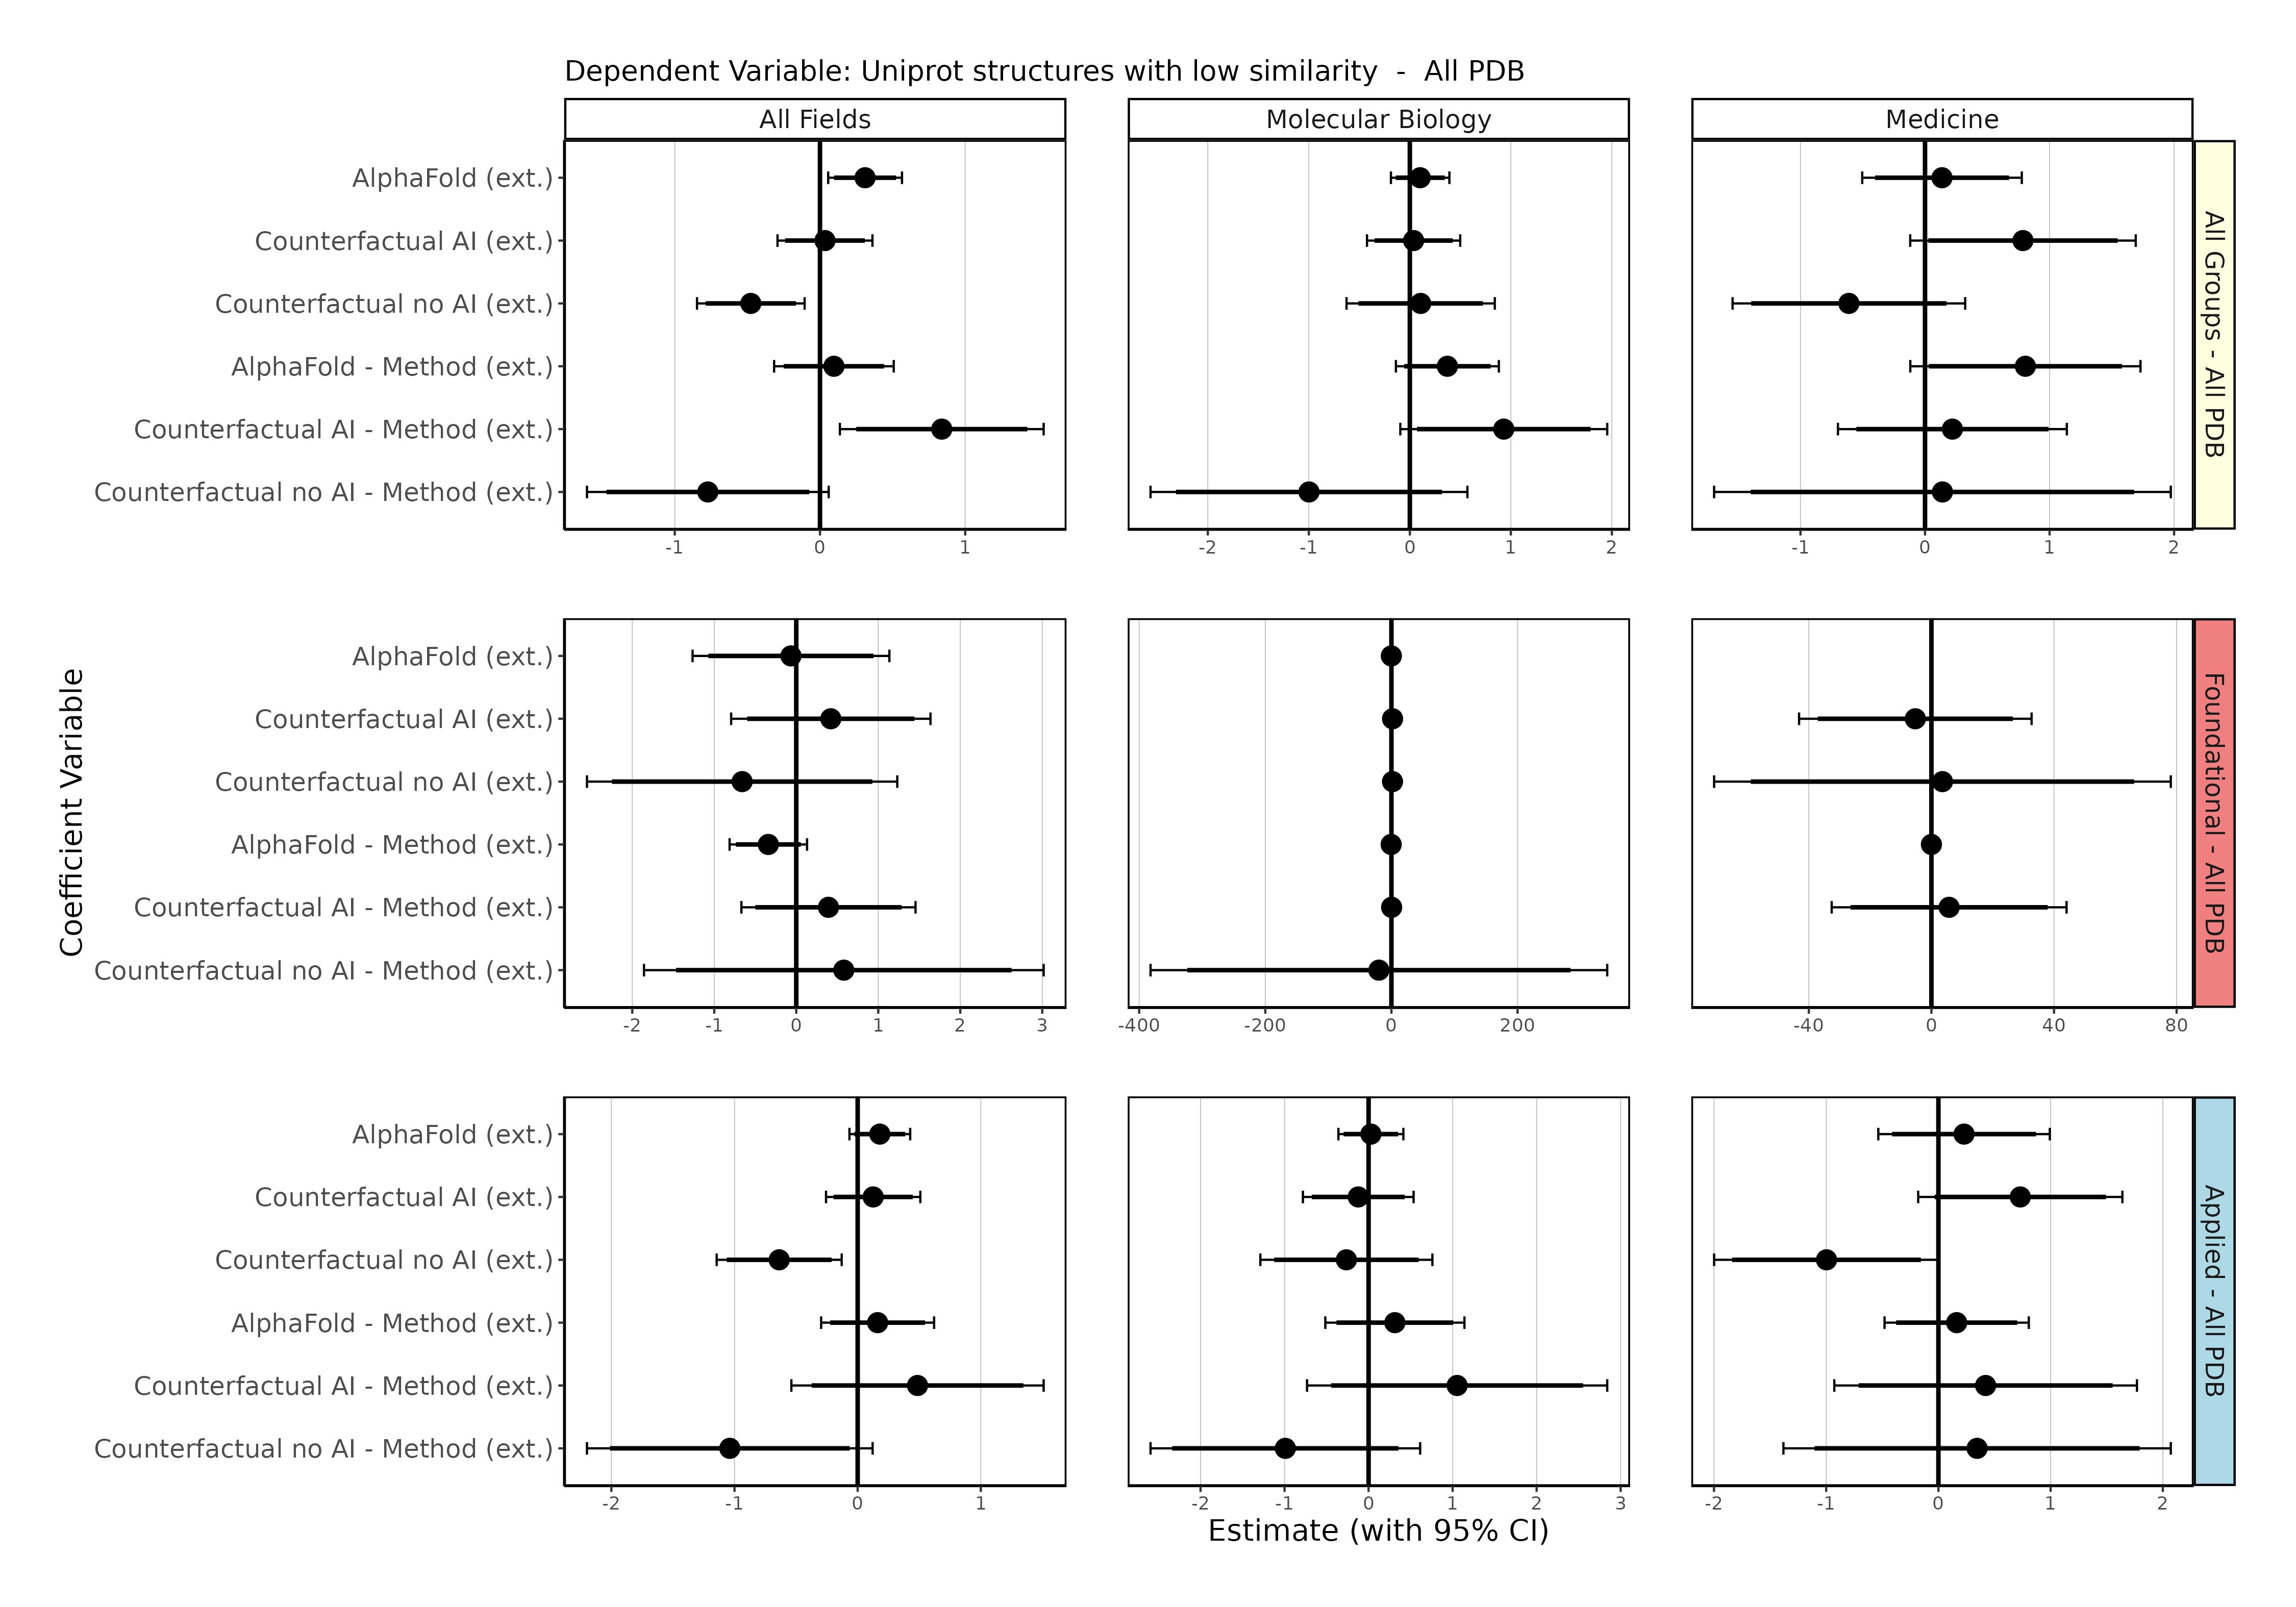 Dependent Variable: Uniprot structures with low similarity  -  All PDB
All Fields
Molecular Biology
Medicine
Coefficient Variable
AlphaFold (ext.)
Counterfactual AI (ext.)
Counterfactual no AI (ext.)
AlphaFold - Method (ext.)
Counterfactual AI - Method (ext.)
Counterfactual no AI - Method (ext.)
-1 0 1
-2 -1 0 1 2
-1 0 1 2
All Groups - All PDB
AlphaFold (ext.)
Counterfactual AI (ext.)
Counterfactual no AI (ext.)
AlphaFold - Method (ext.)
Counterfactual AI - Method (ext.)
Counterfactual no AI - Method (ext.)
-2 -1 0 1 2 3
-400 -200 0 200
-40 0 40 80
Foundational - All PDB
AlphaFold (ext.)
Counterfactual AI (ext.)
Counterfactual no AI (ext.)
AlphaFold - Method (ext.)
Counterfactual AI - Method (ext.)
Counterfactual no AI - Method (ext.)
-2 -1 0 1
-2 -1 0 1 2 3
-2 -1 0 1 2
Applied - All PDB
Estimate (with 95% CI)